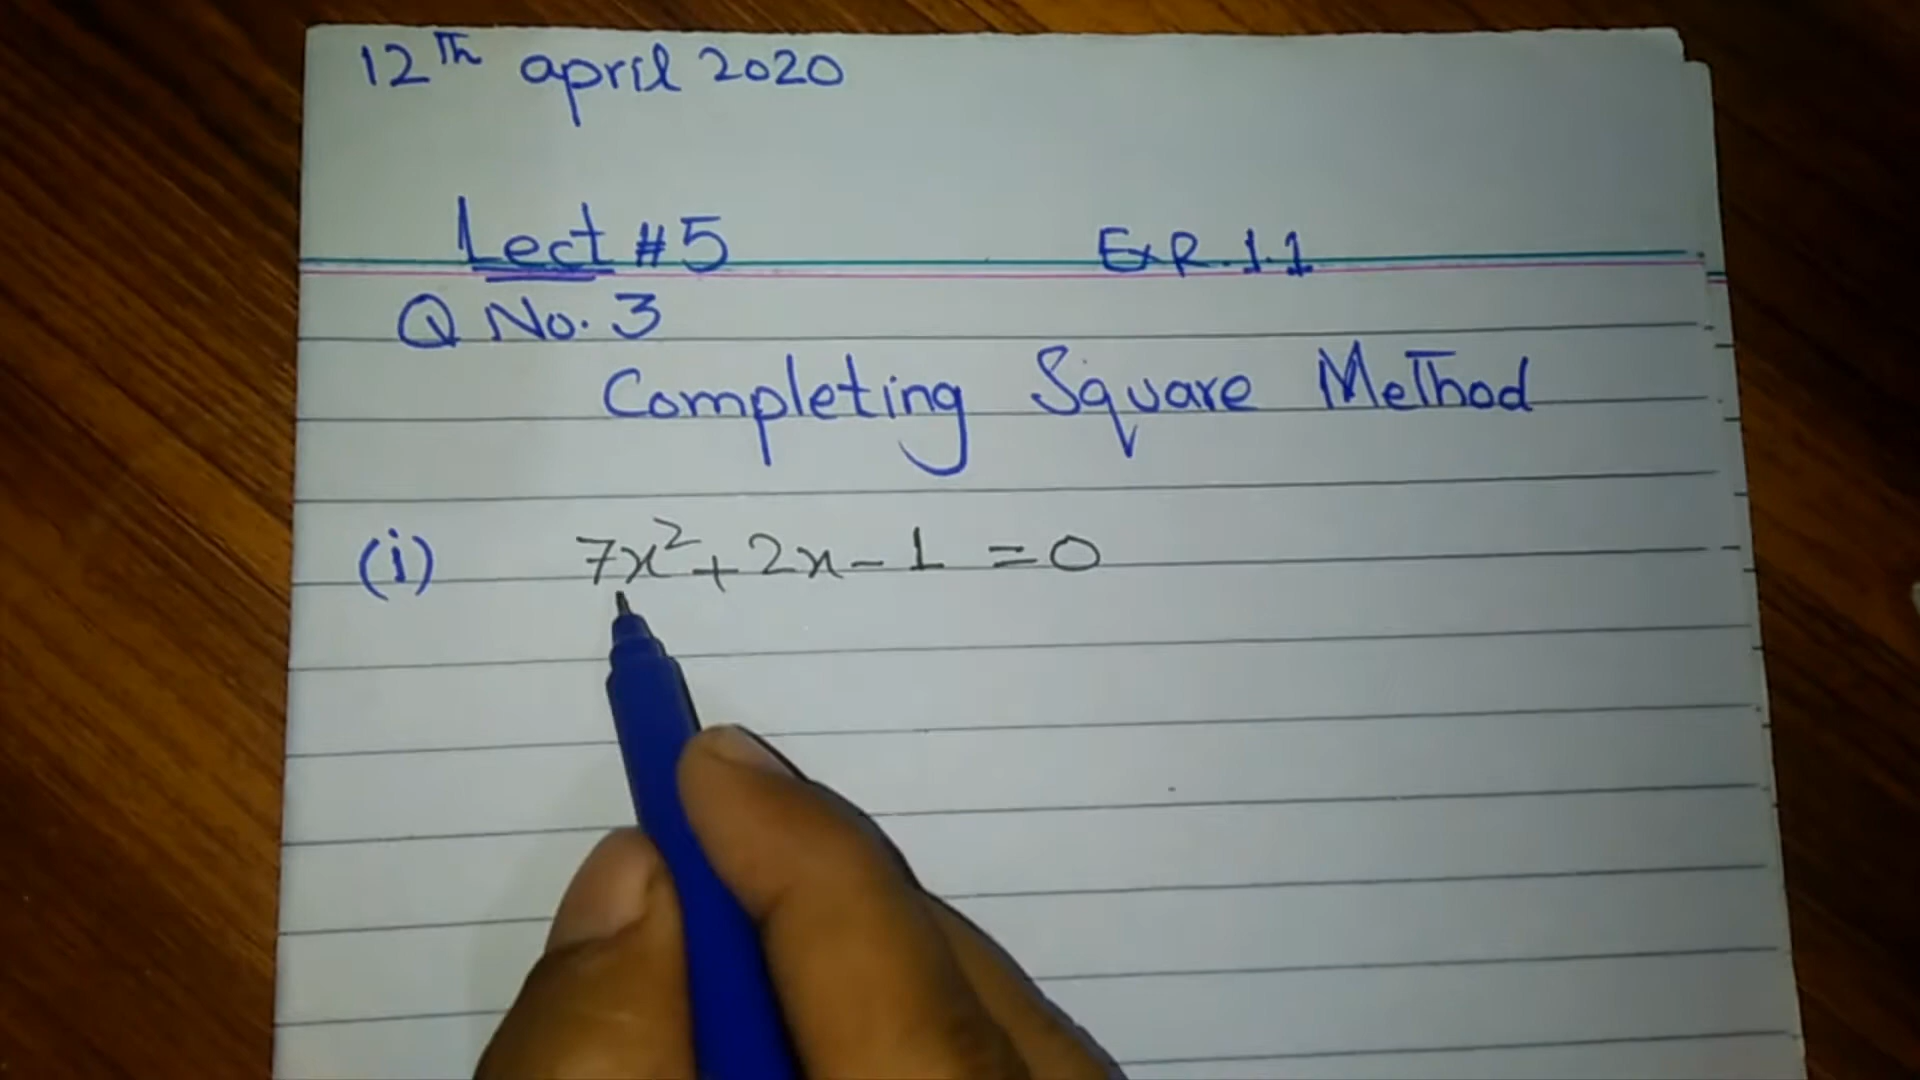 12Th april 2020
Lect #5 EX R. 1.1
Q No. 3
Completing Square MeThod
(i) 7x²+2x-1 =0